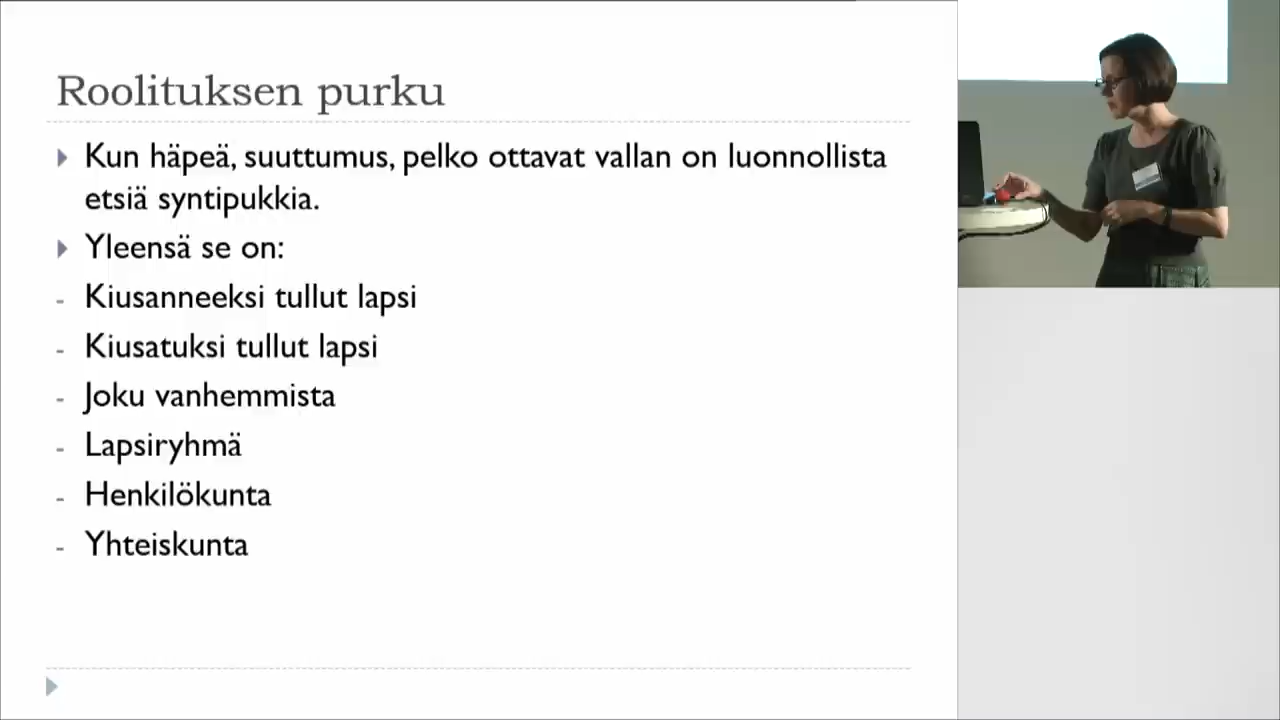 Roolituksen purku
Kun häpeä, suuttumus, pelko ottavat vallan on luonnollista
etsiä syntipukkia.
Yleensä se on:
- Kiusanneeksi tullut lapsi
- Kiusatuksi tullut lapsi
- Joku vanhemmista
- Lapsiryhmä
- Henkilökunta
- Yhteiskunta